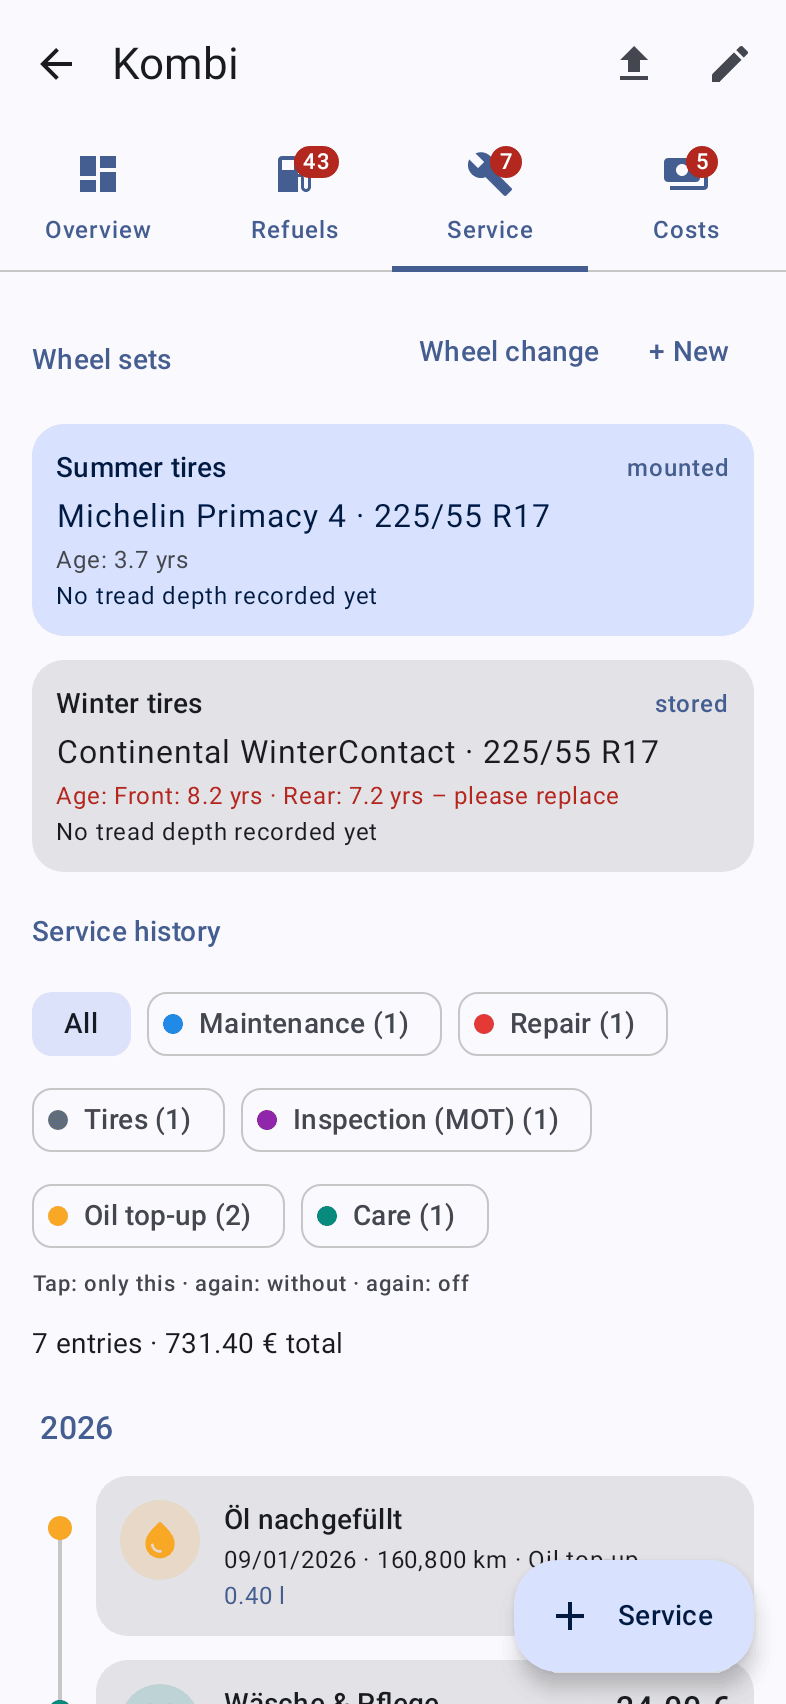 Kombi
43
7
5
Overview
Refuels
Service
Costs
Wheel sets
Wheel change
+ New
Summer tires
mounted
Michelin Primacy 4 · 225/55 R17
Age: 3.7 yrs
No tread depth recorded yet
Winter tires
stored
Continental WinterContact · 225/55 R17
Age: Front: 8.2 yrs · Rear: 7.2 yrs – please replace
No tread depth recorded yet
Service history
All
Maintenance (1)
Repair (1)
Tires (1)
Inspection (MOT) (1)
Oil top-up (2)
Care (1)
Tap: only this · again: without · again: off
7 entries · 731.40 € total
2026
Öl nachgefüllt
09/01/2026 · 160,800 km · Oil top-up
0.40 l
Service
Wäsche & Pflege